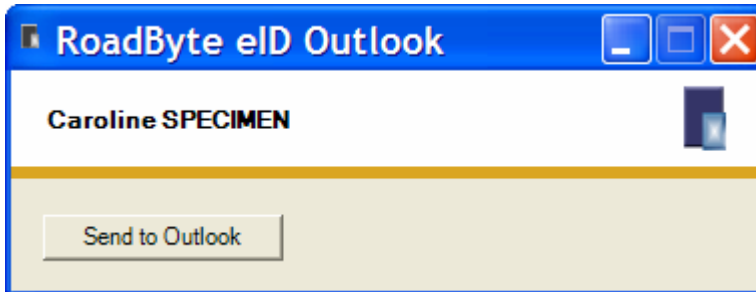 RoadByte eID Outlook
Caroline SPECIMEN
Send to Outlook